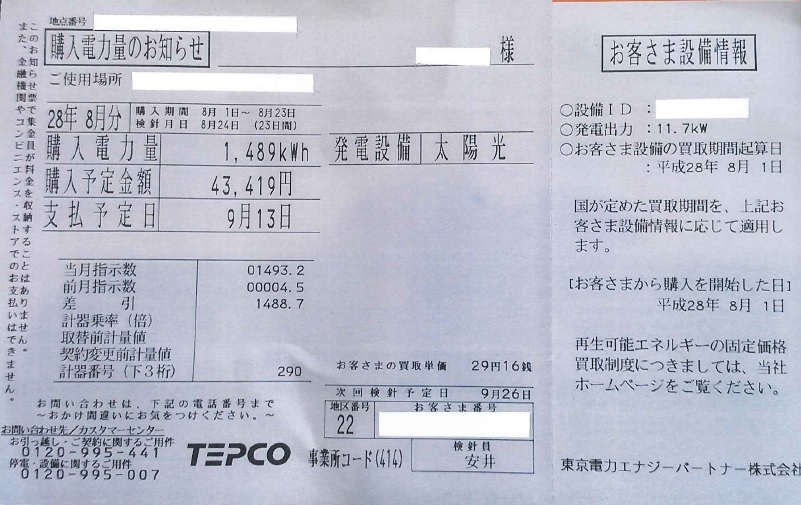 地点番号
購入電力量のお知らせ
様
ご使用場所
28年 8月分
購入期間 8月 1日～ 8月23日
検針月日 8月24日 (23日間)
購入電力量 1,489kWh
発電設備 太陽光
購入予定金額 43,419円
支払予定日 9月13日
当月指示数 01493.2
前月指示数 00004.5
差引 1488.7
計器乗率（倍）
取替前計量値
契約変更前計量値
計器番号（下３桁） 290
お客さまの買取単価 29円16銭
次回検針予定日 9月26日
地区番号 お客さま番号
22
検針員
安井
お問い合わせは、下記の電話番号まで
～おかけ間違いにお気をつけください。～
お問い合わせ先／カスタマーセンター
お引っ越し・ご契約に関するご用件
0120-995-441
停電・設備に関するご用件
0120-995-007
TEPCO
事業所コード(414)
このお知らせ票で集金員が料金を収納することはありません。
また、金融機関やコンビニエンス・ストアでのお支払いはできません。
お客さま設備情報
○設備ＩＤ :
○発電出力 : 11.7kW
○お客さま設備の買取期間起算日
: 平成28年 8月 1日
国が定めた買取期間を、上記お
客さま設備情報に応じて適用し
ます。
[お客さまから購入を開始した日]
平成28年 8月 1日
再生可能エネルギーの固定価格
買取制度につきましては、当社
ホームページをご覧ください。
東京電力エナジーパートナー株式会社